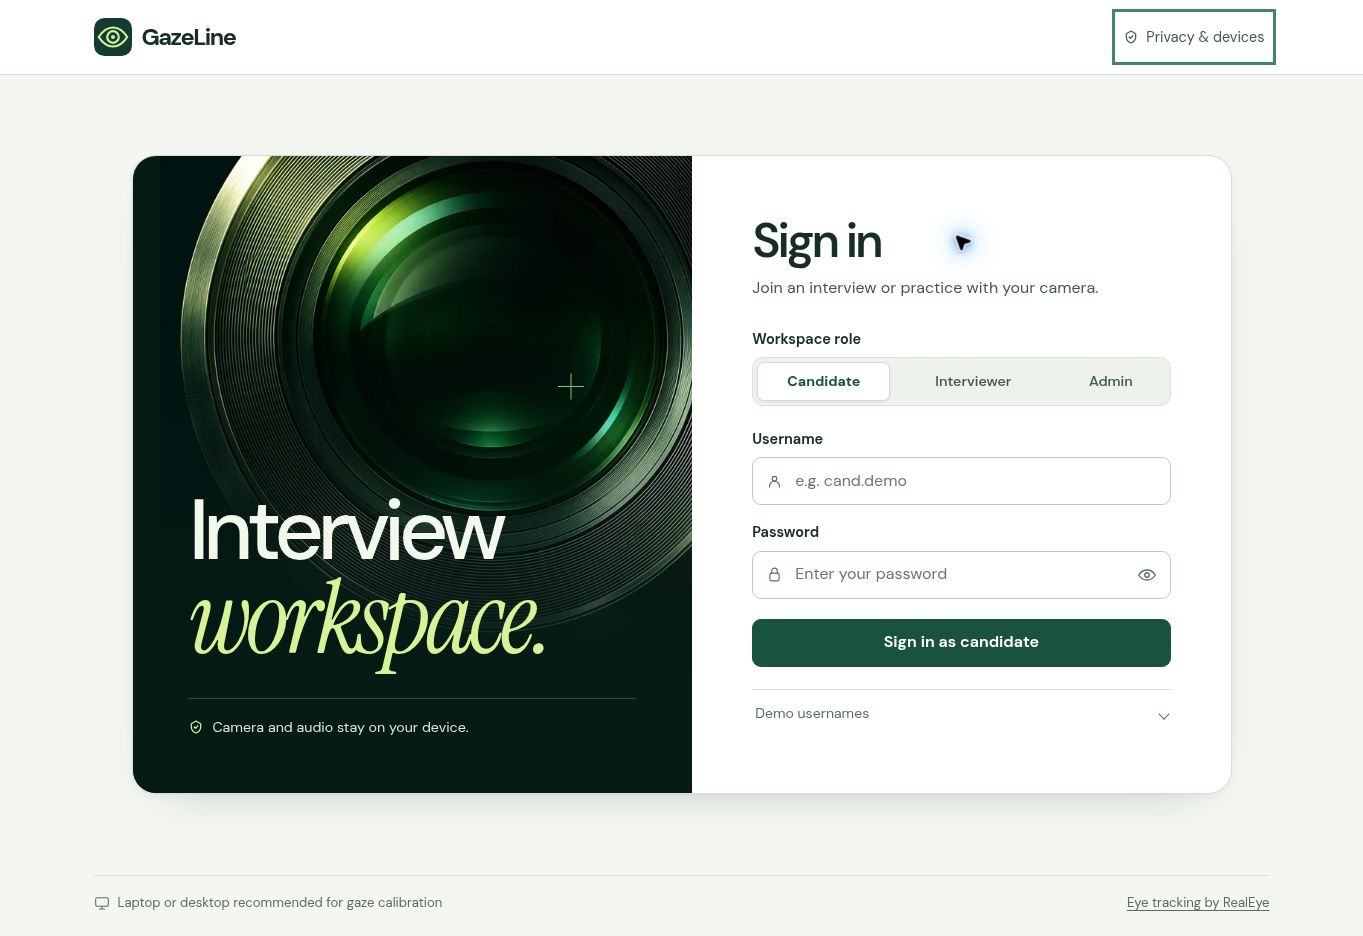 GazeLine
Privacy & devices
Interview
workspace.
Camera and audio stay on your device.
Sign in
Join an interview or practice with your camera.
Workspace role
Candidate Interviewer Admin
Username
e.g. cand.demo
Password
Enter your password
Sign in as candidate
Demo usernames
Laptop or desktop recommended for gaze calibration
Eye tracking by RealEye